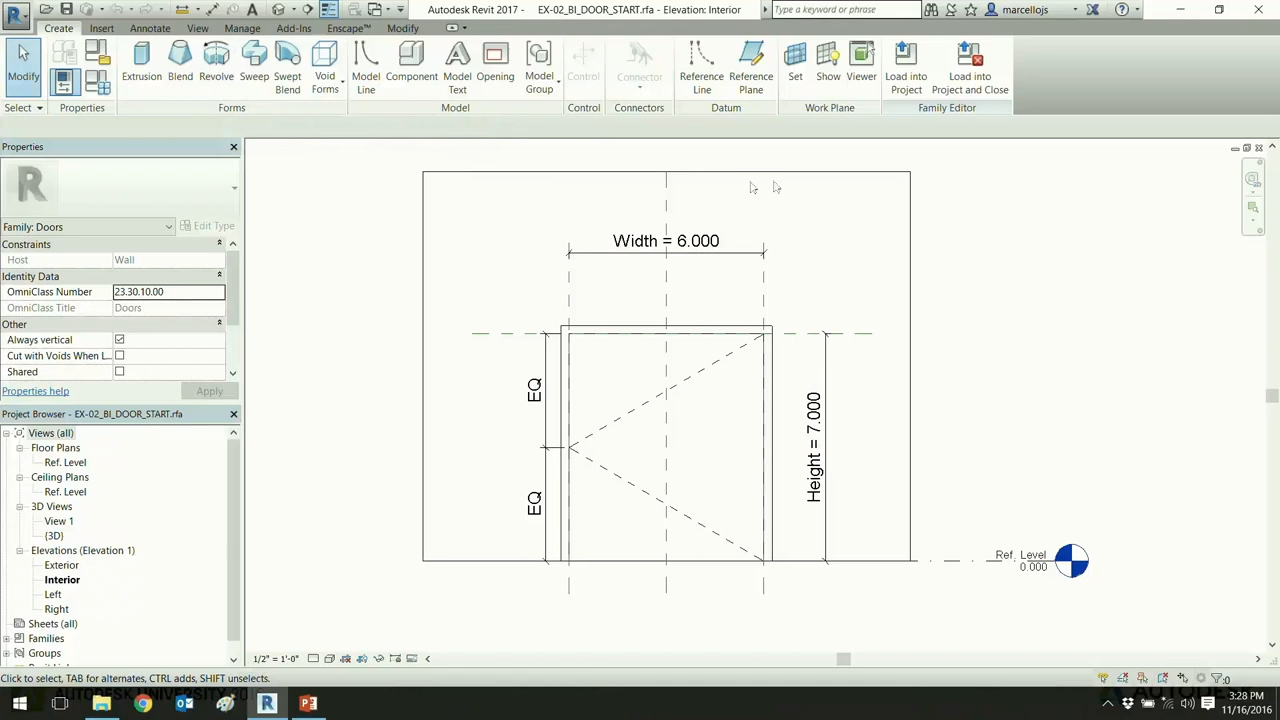 Autodesk Revit 2017 - EX-02_BI_DOOR_START.rfa - Elevation: Interior
Type a keyword or phrase
marcellojs
Create Insert Annotate View Manage Add-Ins Enscape™ Modify
Modify
Extrusion Blend Revolve Sweep Swept Blend Void Forms Model Line Component Model Text Opening Model Group Control Connector Reference Line Reference Plane Set Show Viewer Load into Project Load into Project and Close
Select Properties Forms Model Control Connectors Datum Work Plane Family Editor
Properties
R
Family: Doors Edit Type
Constraints
Host Wall
Identity Data
OmniClass Number 23.30.10.00
OmniClass Title Doors
Other
Always vertical
Cut with Voids When L...
Shared
Properties help Apply
Project Browser - EX-02_BI_DOOR_START.rfa
Views (all)
Floor Plans
Ref. Level
Ceiling Plans
Ref. Level
3D Views
View 1
{3D}
Elevations (Elevation 1)
Exterior
Interior
Left
Right
Sheets (all)
Families
Groups
Width = 6.000
EQ
EQ
Height = 7.000
Ref. Level
0.000
1/2" = 1'-0"
Click to select, TAB for alternates, CTRL adds, SHIFT unselects.
:0
3:28 PM
11/16/2016